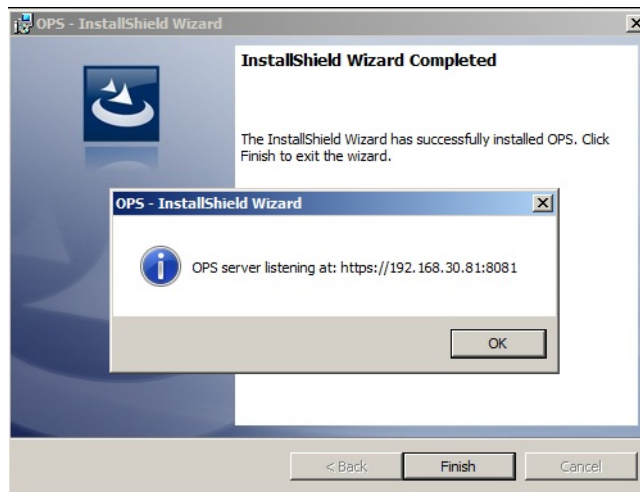 OPS - InstallShield Wizard
InstallShield Wizard Completed
The InstallShield Wizard has successfully installed OPS. Click
Finish to exit the wizard.
OPS - InstallShield Wizard
OPS server listening at: https://192.168.30.81:8081
OK
< Back
Finish
Cancel